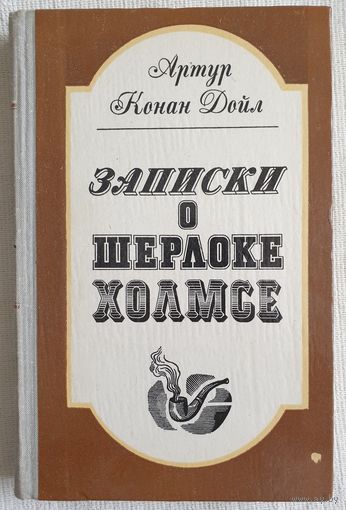 Артур
Конан Дойл
ЗАПИСКИ
О
ШЕРЛОКЕ
ХОЛМСЕ